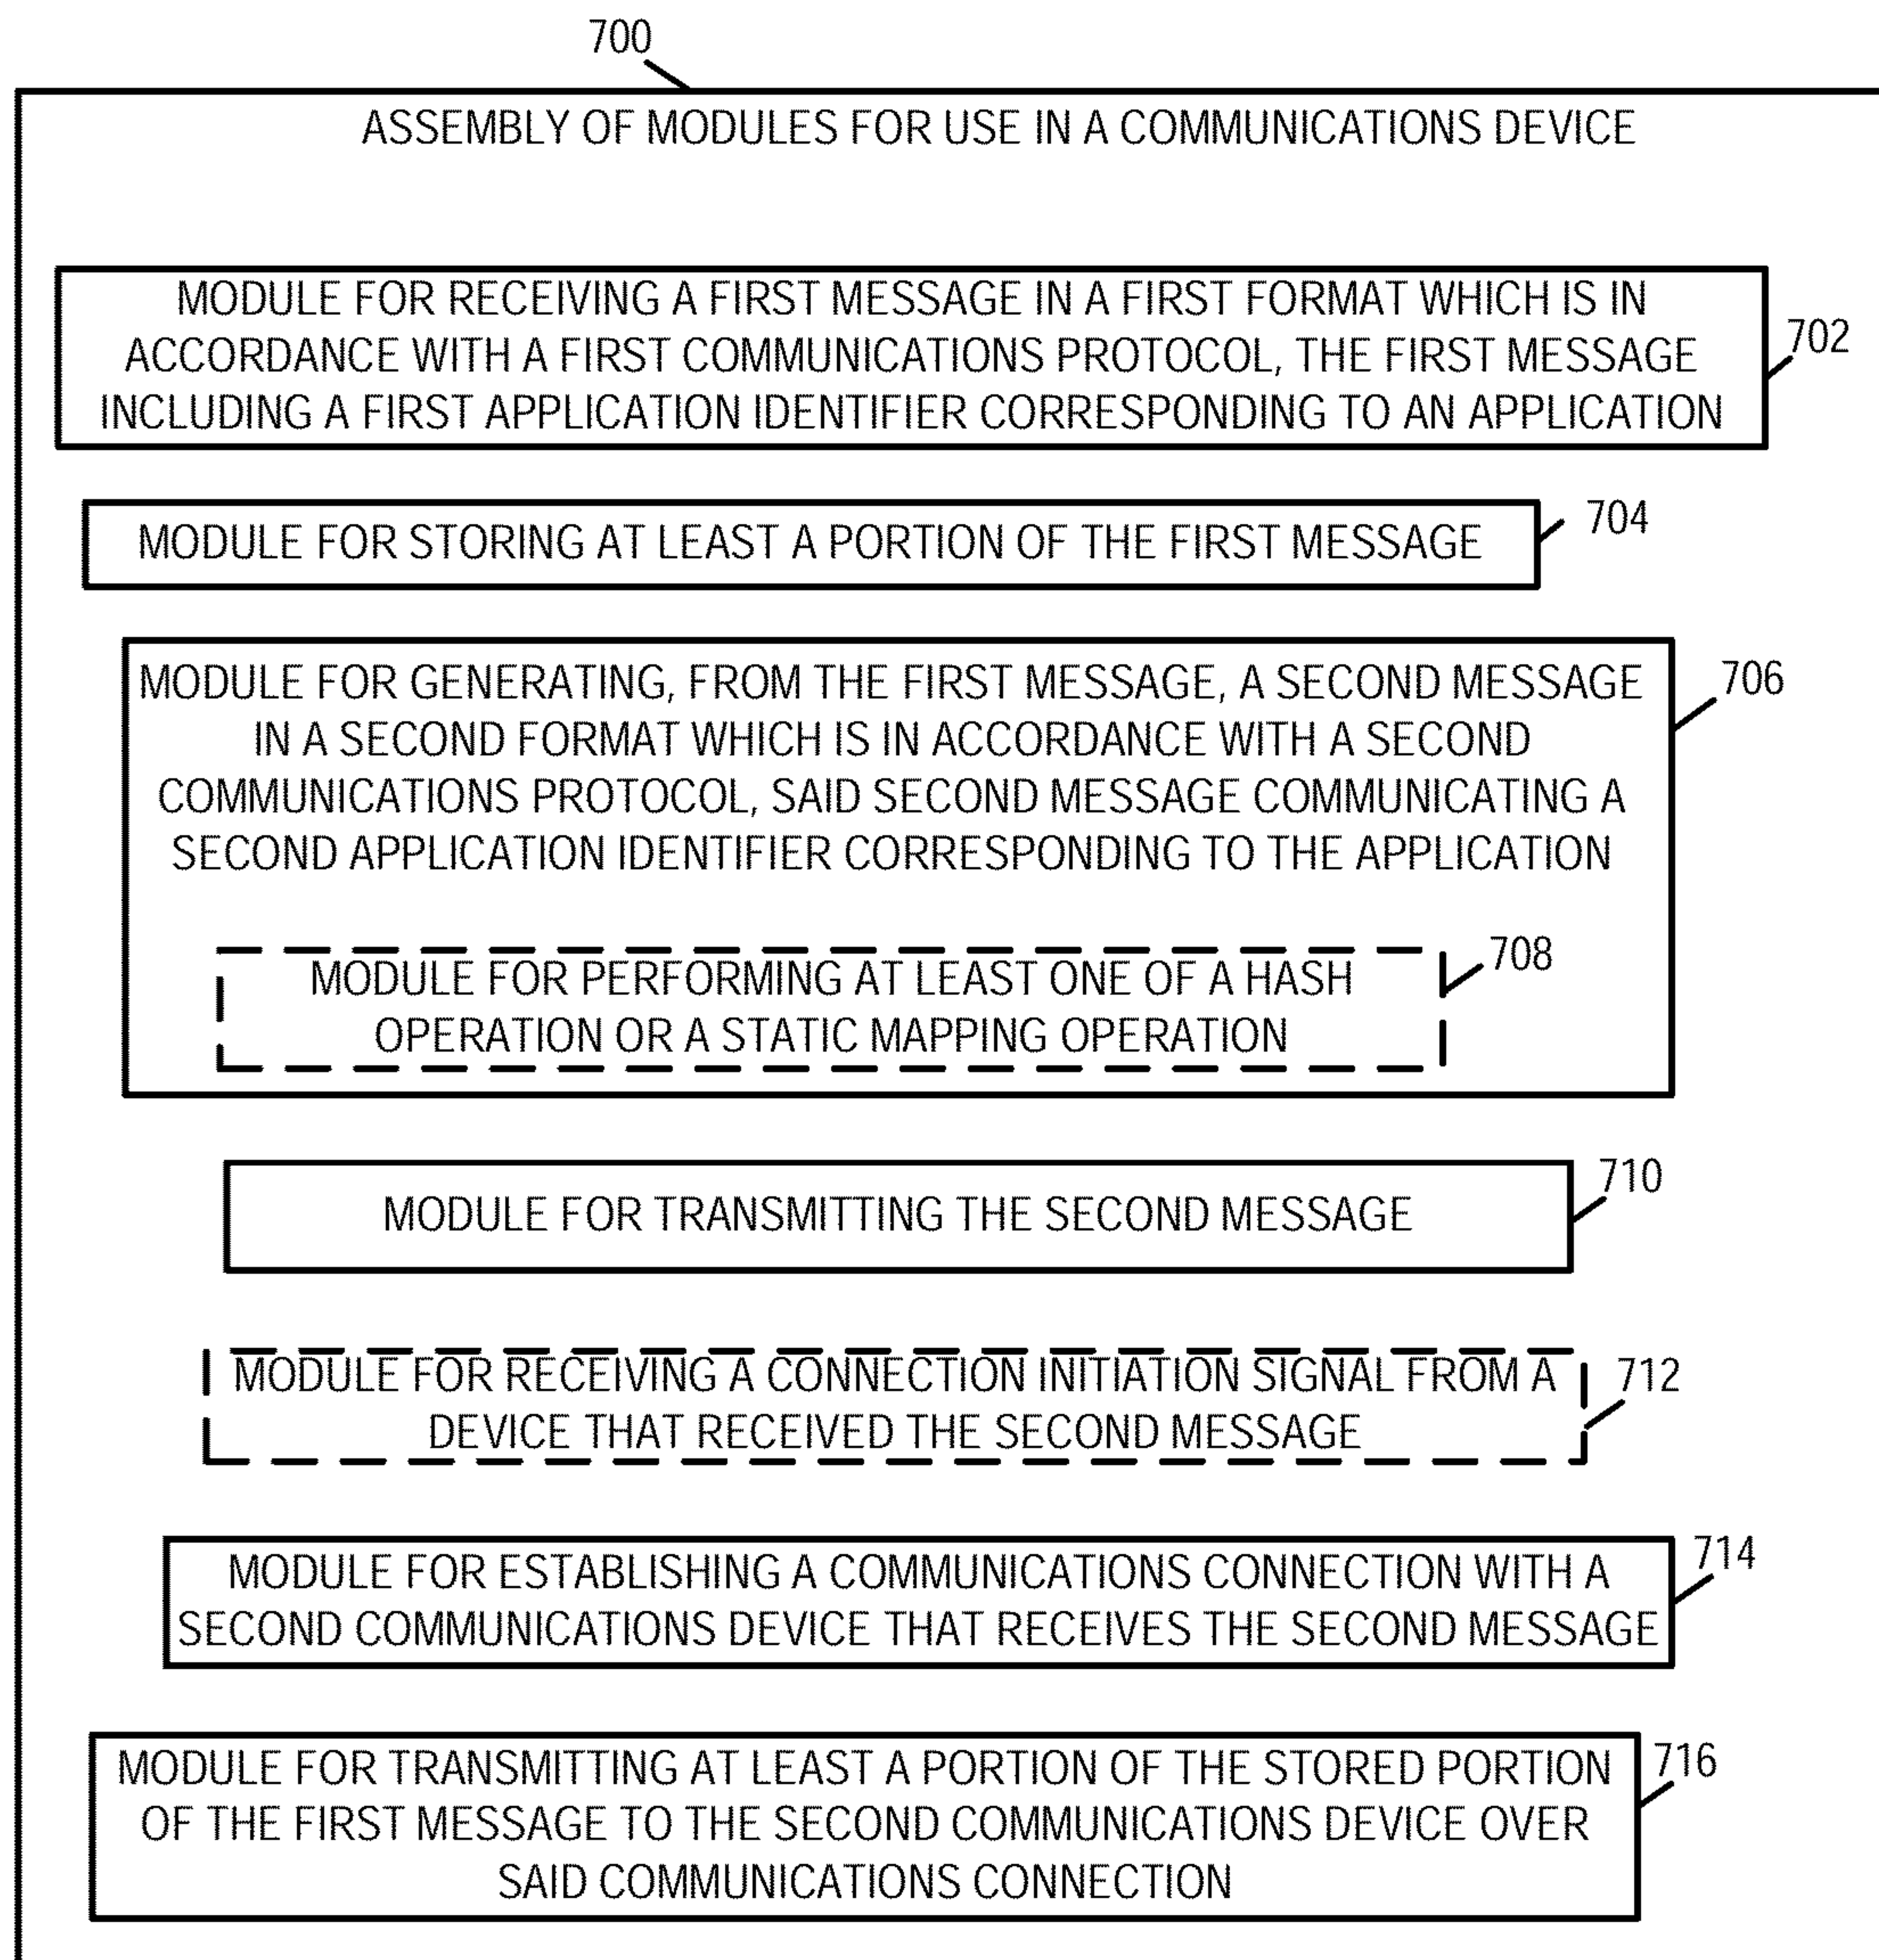 700
ASSEMBLY OF MODULES FOR USE IN A COMMUNICATIONS DEVICE
MODULE FOR RECEIVING A FIRST MESSAGE IN A FIRST FORMAT WHICH IS IN
ACCORDANCE WITH A FIRST COMMUNICATIONS PROTOCOL, THE FIRST MESSAGE
INCLUDING A FIRST APPLICATION IDENTIFIER CORRESPONDING TO AN APPLICATION
702
MODULE FOR STORING AT LEAST A PORTION OF THE FIRST MESSAGE
704
MODULE FOR GENERATING, FROM THE FIRST MESSAGE, A SECOND MESSAGE
IN A SECOND FORMAT WHICH IS IN ACCORDANCE WITH A SECOND
COMMUNICATIONS PROTOCOL, SAID SECOND MESSAGE COMMUNICATING A
SECOND APPLICATION IDENTIFIER CORRESPONDING TO THE APPLICATION
706
MODULE FOR PERFORMING AT LEAST ONE OF A HASH
OPERATION OR A STATIC MAPPING OPERATION
708
MODULE FOR TRANSMITTING THE SECOND MESSAGE
710
MODULE FOR RECEIVING A CONNECTION INITIATION SIGNAL FROM A
DEVICE THAT RECEIVED THE SECOND MESSAGE
712
MODULE FOR ESTABLISHING A COMMUNICATIONS CONNECTION WITH A
SECOND COMMUNICATIONS DEVICE THAT RECEIVES THE SECOND MESSAGE
714
MODULE FOR TRANSMITTING AT LEAST A PORTION OF THE STORED PORTION
OF THE FIRST MESSAGE TO THE SECOND COMMUNICATIONS DEVICE OVER
SAID COMMUNICATIONS CONNECTION
716